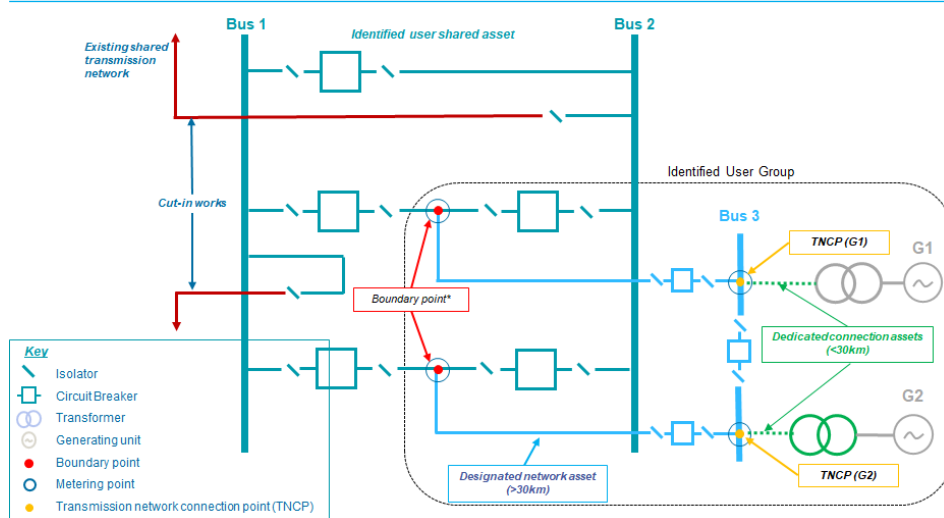 Bus 1
Identified user shared asset
Bus 2
Existing shared
transmission
network
Identified User Group
Cut-in works
Bus 3
TNCP (G1)
G1
Boundary point*
Dedicated connection assets
(<30km)
Key
Isolator
Circuit Breaker
Transformer
Generating unit
Boundary point
Metering point
Transmission network connection point (TNCP)
G2
Designated network asset
(>30km)
TNCP (G2)